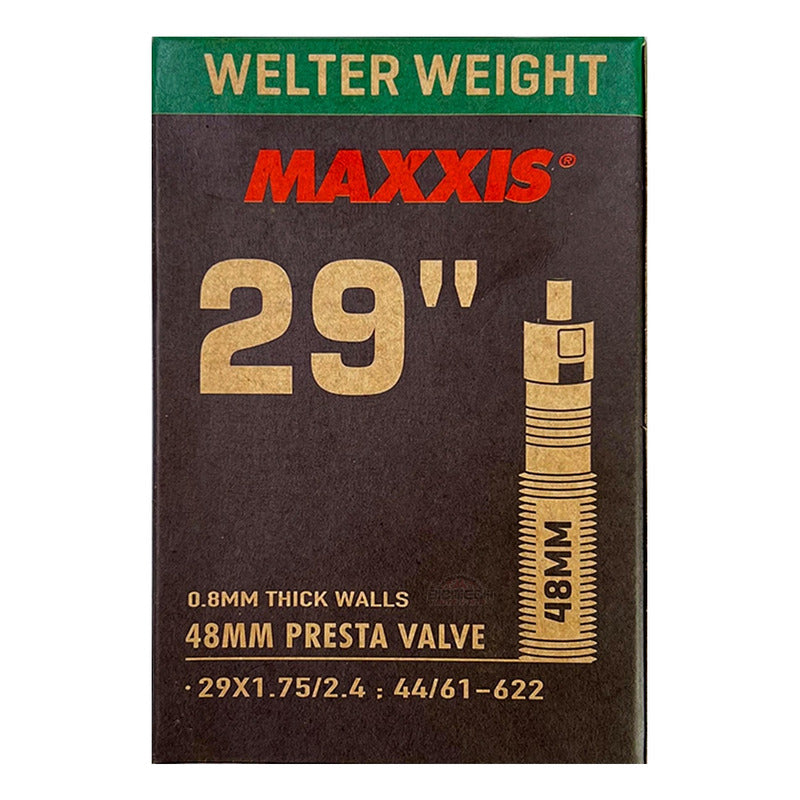 WELTER WEIGHT
MAXXIS®
29"
48MM
0.8MM THICK WALLS
48MM PRESTA VALVE
· 29X1.75/2.4 ; 44/61-622